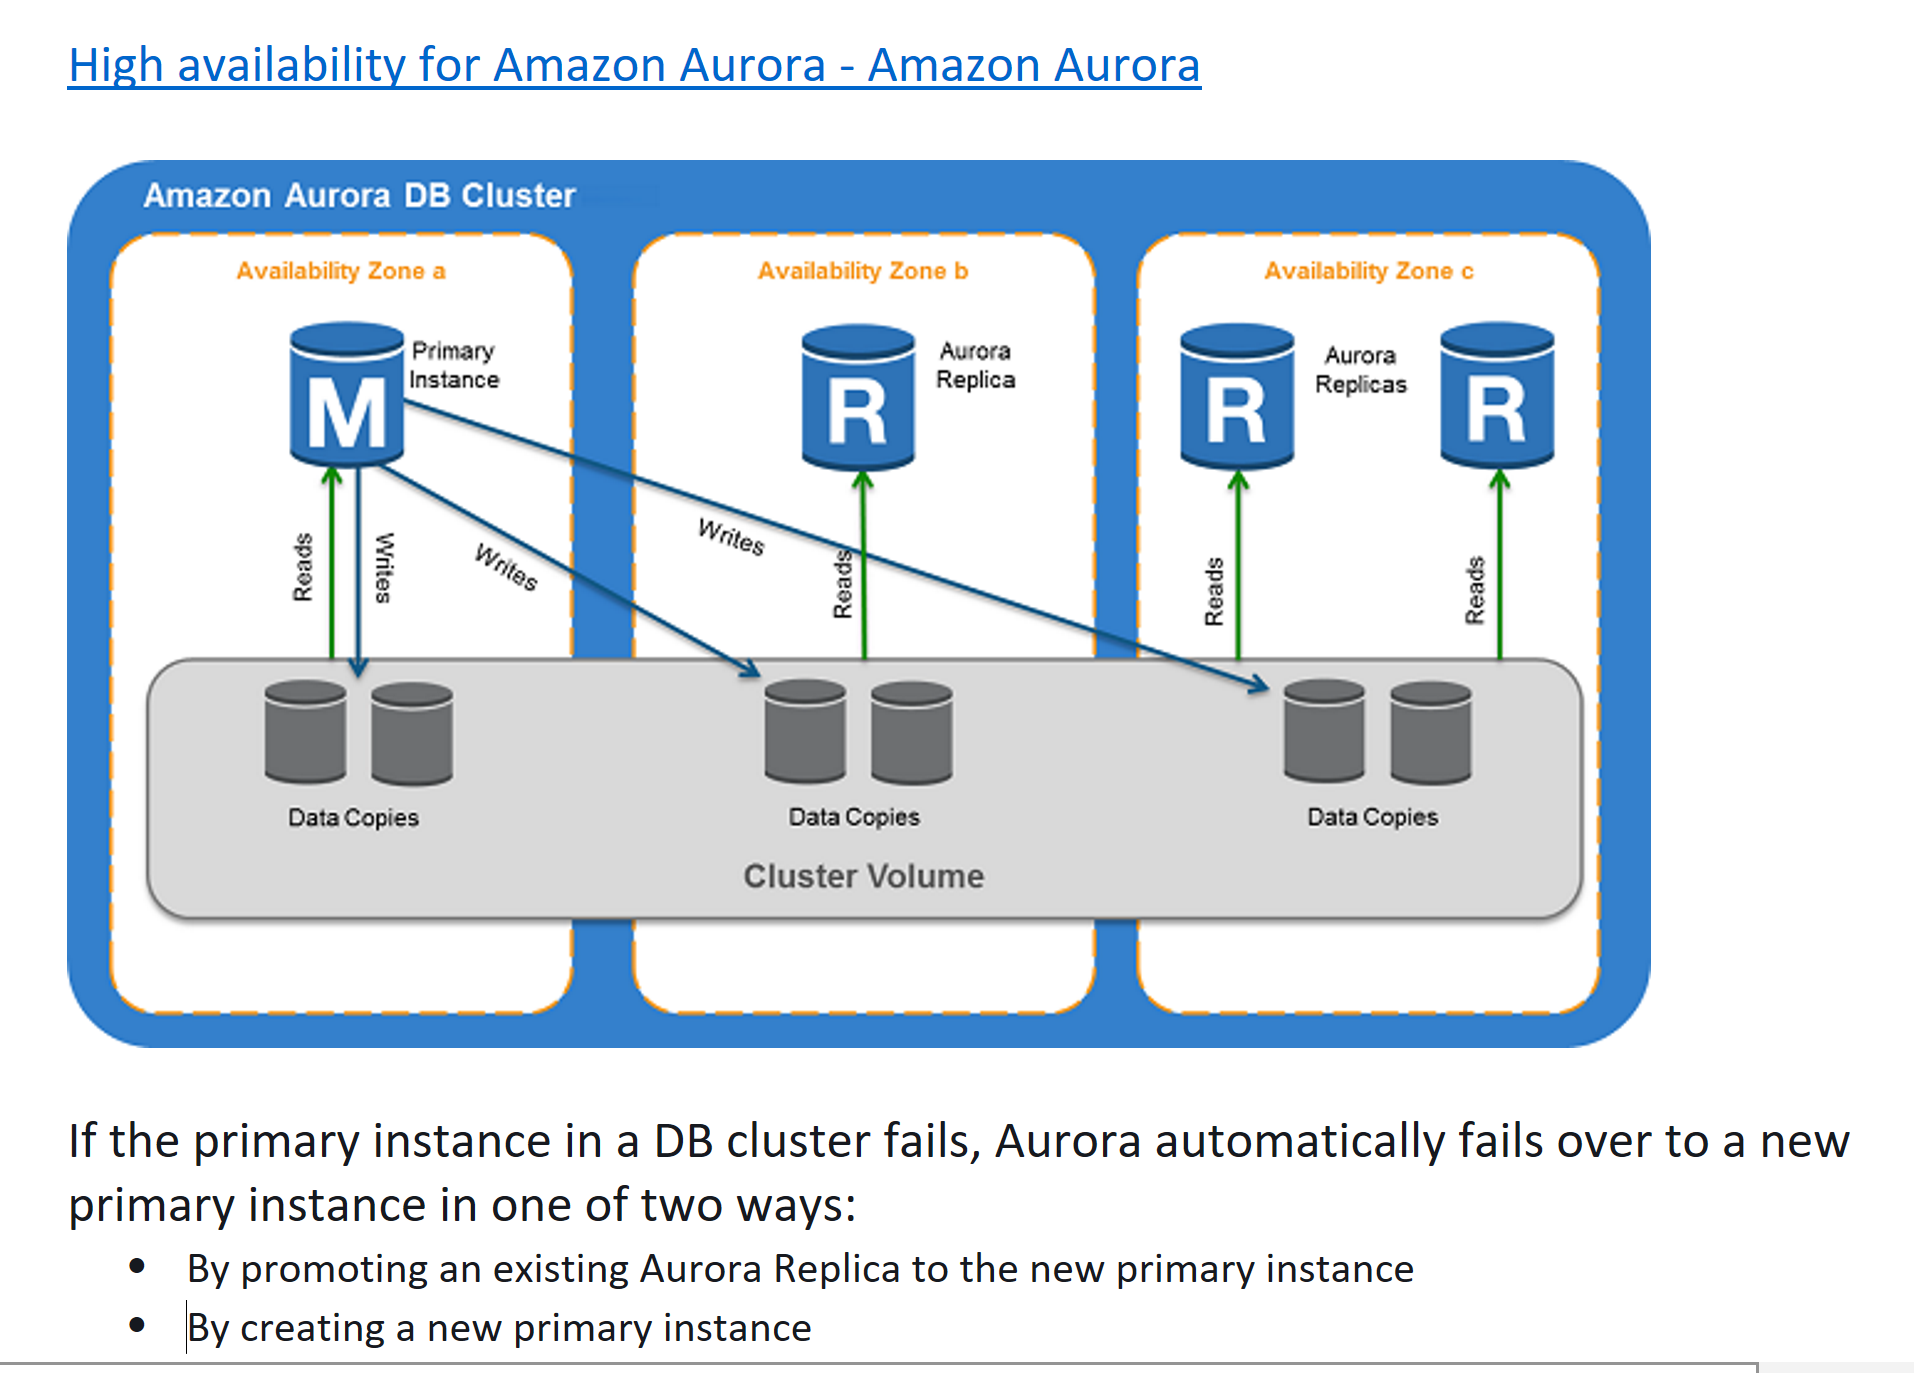 High availability for Amazon Aurora - Amazon Aurora
Amazon Aurora DB Cluster
Availability Zone a
Availability Zone b
Availability Zone c
M
Primary
Instance
R
Aurora
Replica
R
Aurora
Replicas
R
Reads
Writes
Writes
Writes
Reads
Reads
Reads
Data Copies
Data Copies
Data Copies
Cluster Volume
If the primary instance in a DB cluster fails, Aurora automatically fails over to a new
primary instance in one of two ways:
• By promoting an existing Aurora Replica to the new primary instance
• By creating a new primary instance